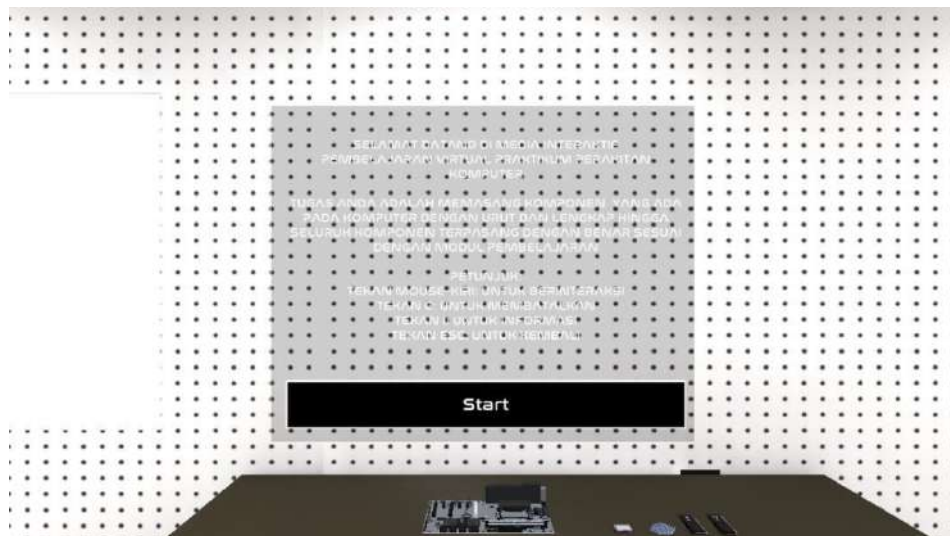 SELAMAT DATANG DI MEDIA INTERAKTIF
PEMBELAJARAN VIRTUAL PRAKTIKUM PERAKITAN
KOMPUTER
TUGAS ANDA ADALAH MEMASANG KOMPONEN YANG ADA
PADA KOMPUTER DENGAN URUT DAN LENGKAP HINGGA
SELURUH KOMPONEN TERPASANG DENGAN BENAR SESUAI
DENGAN MODUL PEMBELAJARAN
PETUNJUK:
TEKAN MOUSE KIRI: UNTUK BERINTERAKSI
TEKAN C: UNTUK MEMBATALKAN
TEKAN I: UNTUK INFORMASI
TEKAN ESC: UNTUK KEMBALI
Start